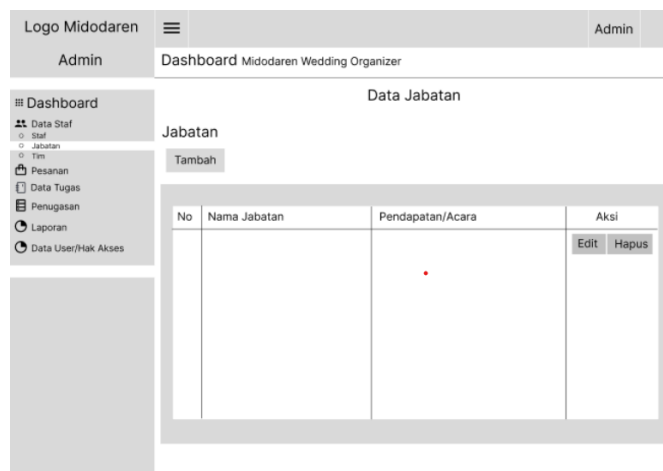 Logo Midodaren
Admin
Admin
Dashboard Midodaren Wedding Organizer
Dashboard
Data Staf
Staf
Jabatan
Tim
Pesanan
Data Tugas
Penugasan
Laporan
Data User/Hak Akses
Data Jabatan
Jabatan
Tambah
No Nama Jabatan Pendapatan/Acara Aksi
Edit Hapus